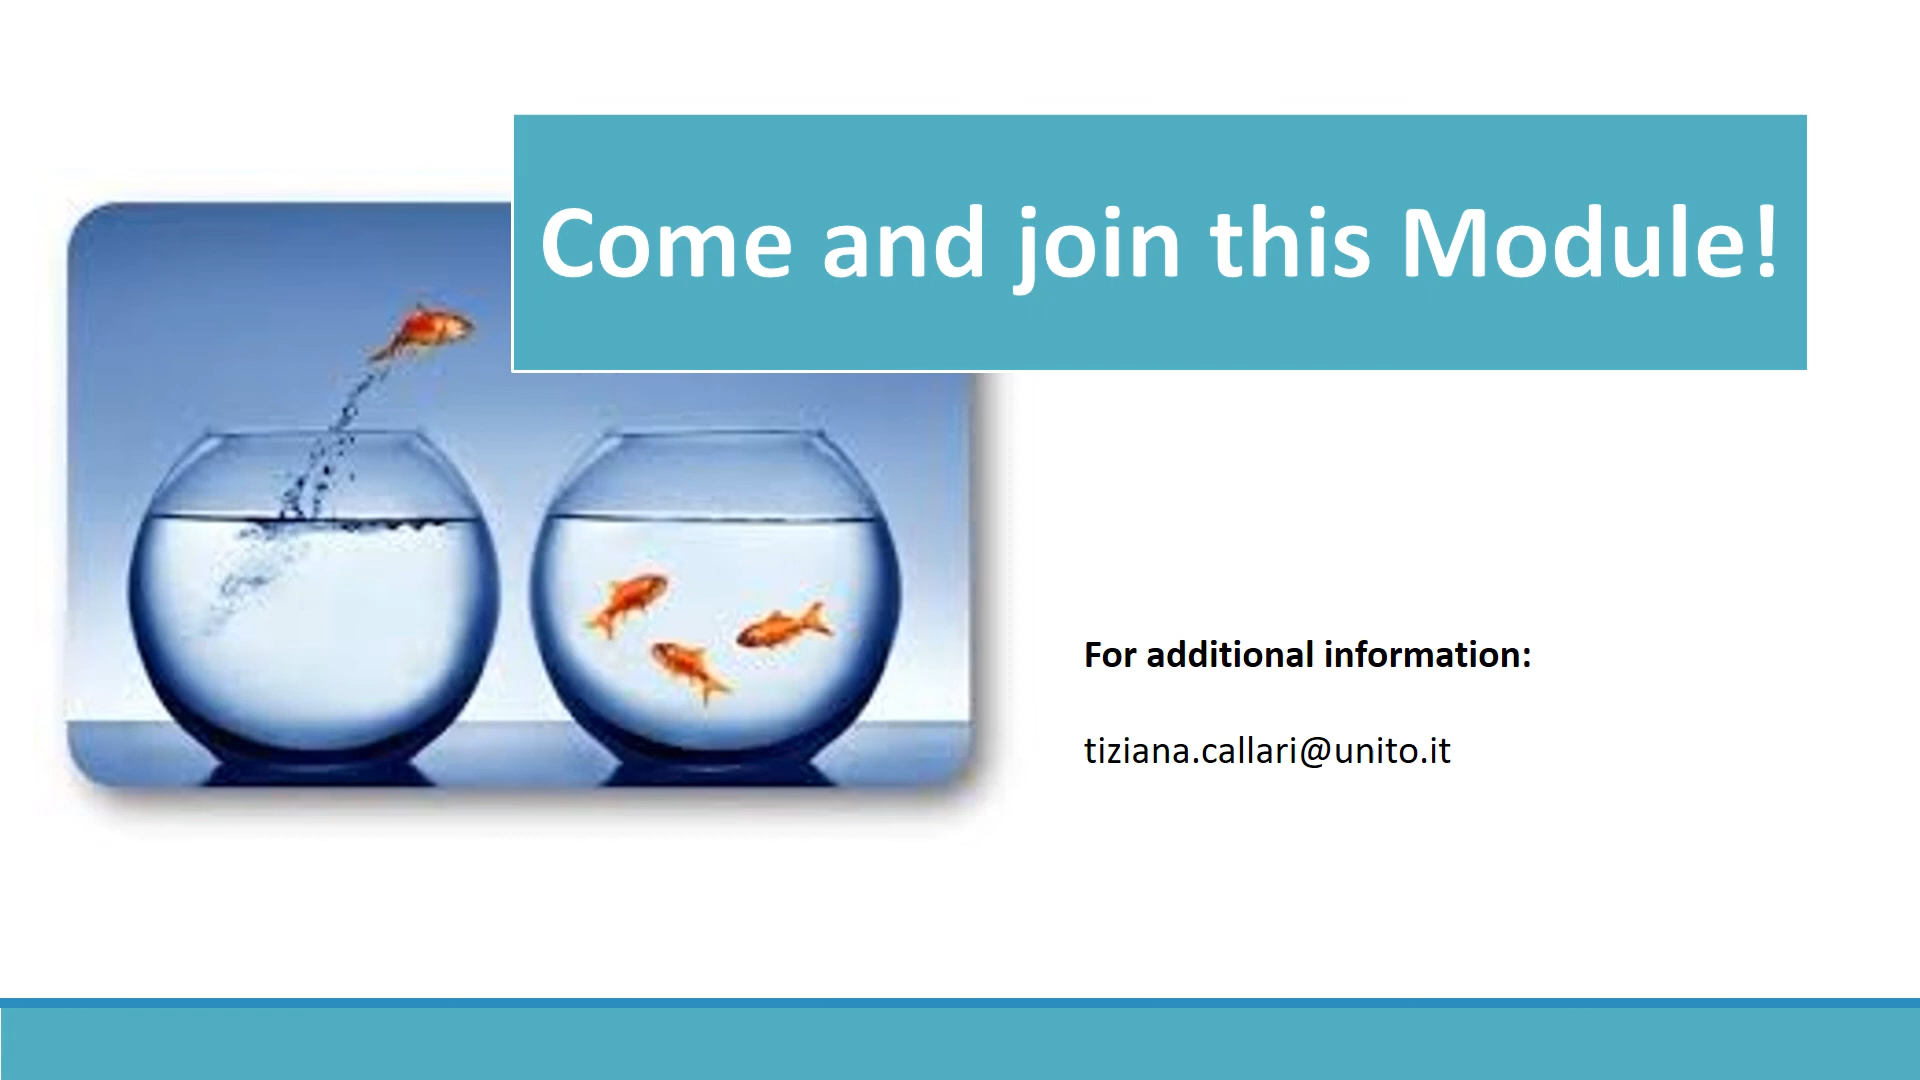 Come and join this Module!
For additional information:
tiziana.callari@unito.it